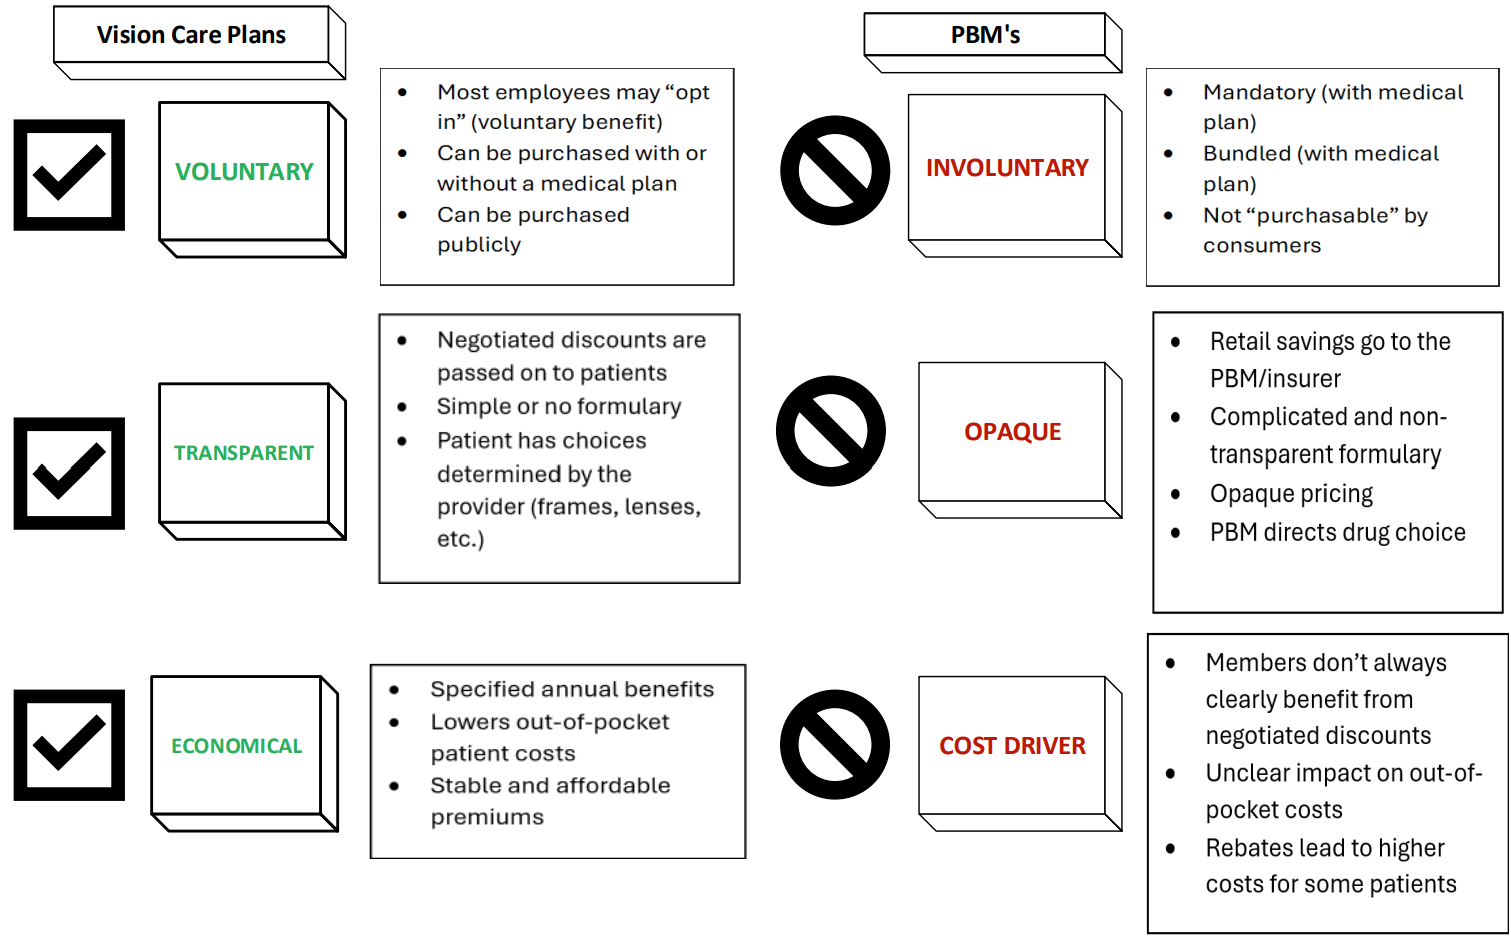 Vision Care Plans
PBM's
VOLUNTARY
• Most employees may “opt
in” (voluntary benefit)
• Can be purchased with or
without a medical plan
• Can be purchased
publicly
INVOLUNTARY
• Mandatory (with medical
plan)
• Bundled (with medical
plan)
• Not “purchasable” by
consumers
TRANSPARENT
• Negotiated discounts are
passed on to patients
• Simple or no formulary
• Patient has choices
determined by the
provider (frames, lenses,
etc.)
OPAQUE
• Retail savings go to the
PBM/insurer
• Complicated and non-
transparent formulary
• Opaque pricing
• PBM directs drug choice
ECONOMICAL
• Specified annual benefits
• Lowers out-of-pocket
patient costs
• Stable and affordable
premiums
COST DRIVER
• Members don’t always
clearly benefit from
negotiated discounts
• Unclear impact on out-of-
pocket costs
• Rebates lead to higher
costs for some patients